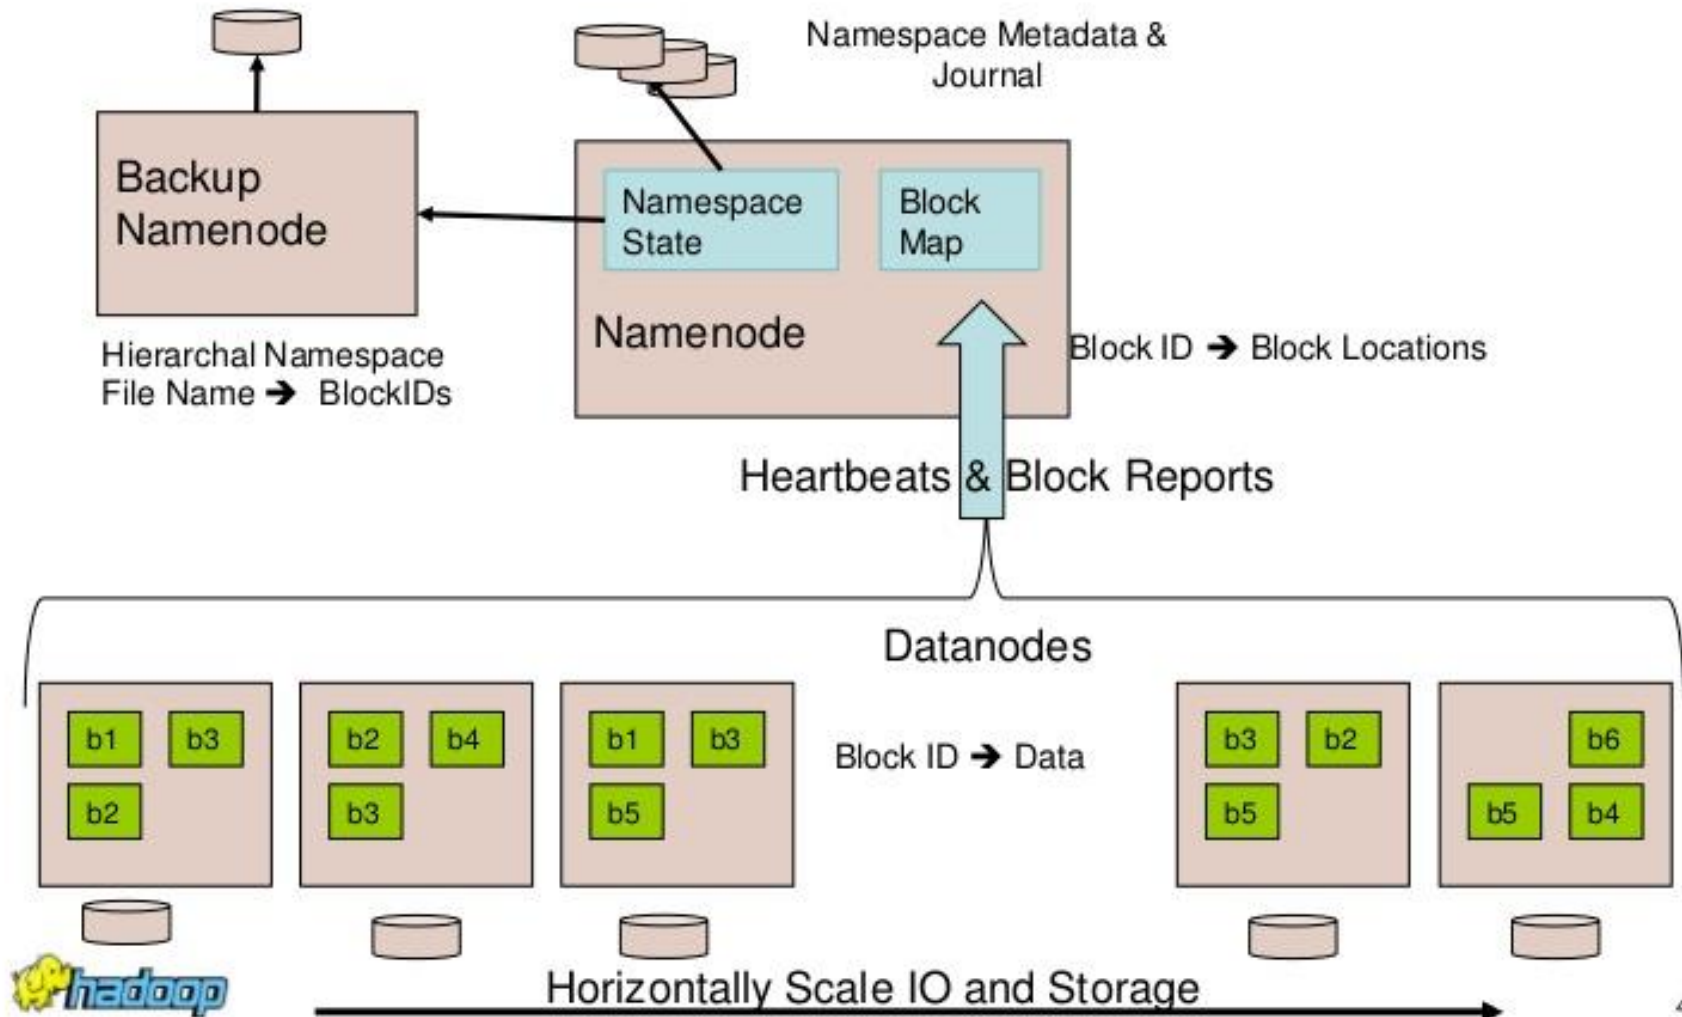 Namespace Metadata &
Journal
Backup
Namenode
Namespace
State
Block
Map
Namenode
Hierarchal Namespace
File Name ➔ BlockIDs
Block ID ➔ Block Locations
Heartbeats & Block Reports
Datanodes
b1 b3
b2
b2 b4
b3
b1 b3
b5
Block ID ➔ Data
b3 b2
b5
b6
b5 b4
hadoop
Horizontally Scale IO and Storage